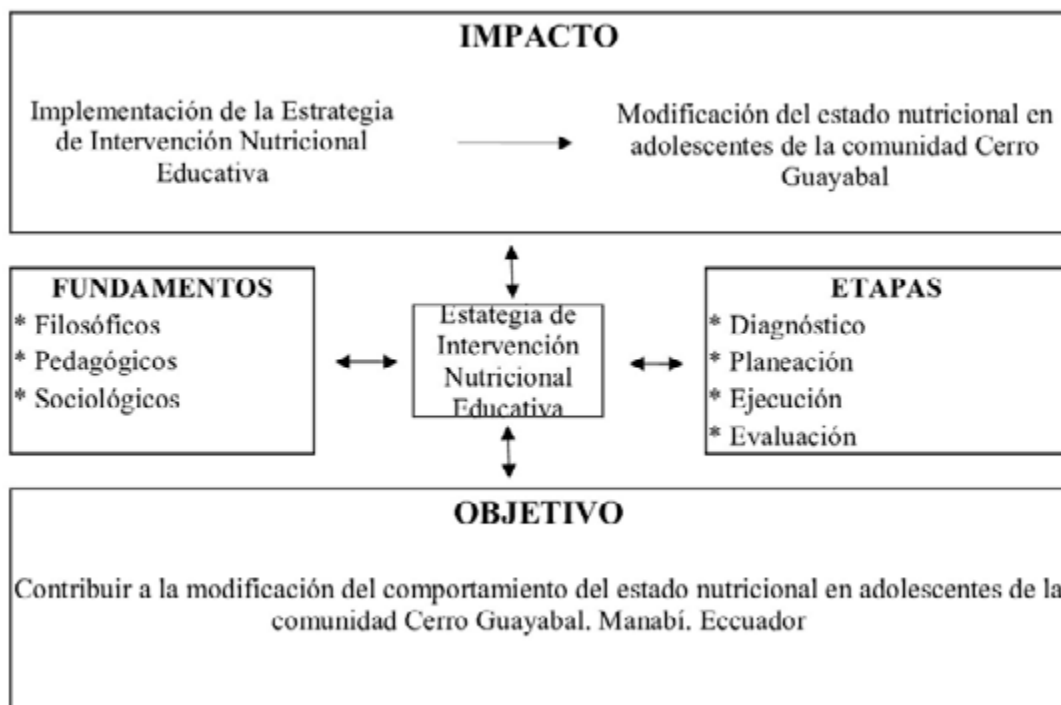 IMPACTO
Implementación de la Estrategia
de Intervención Nutricional
Educativa
Modificación del estado nutricional en
adolescentes de la comunidad Cerro
Guayabal
FUNDAMENTOS
* Filosóficos
* Pedagógicos
* Sociológicos
Estategia de
Intervención
Nutricional
Educativa
ETAPAS
* Diagnóstico
* Planeación
* Ejecución
* Evaluación
OBJETIVO
Contribuir a la modificación del comportamiento del estado nutricional en adolescentes de la
comunidad Cerro Guayabal. Manabí. Eccuador